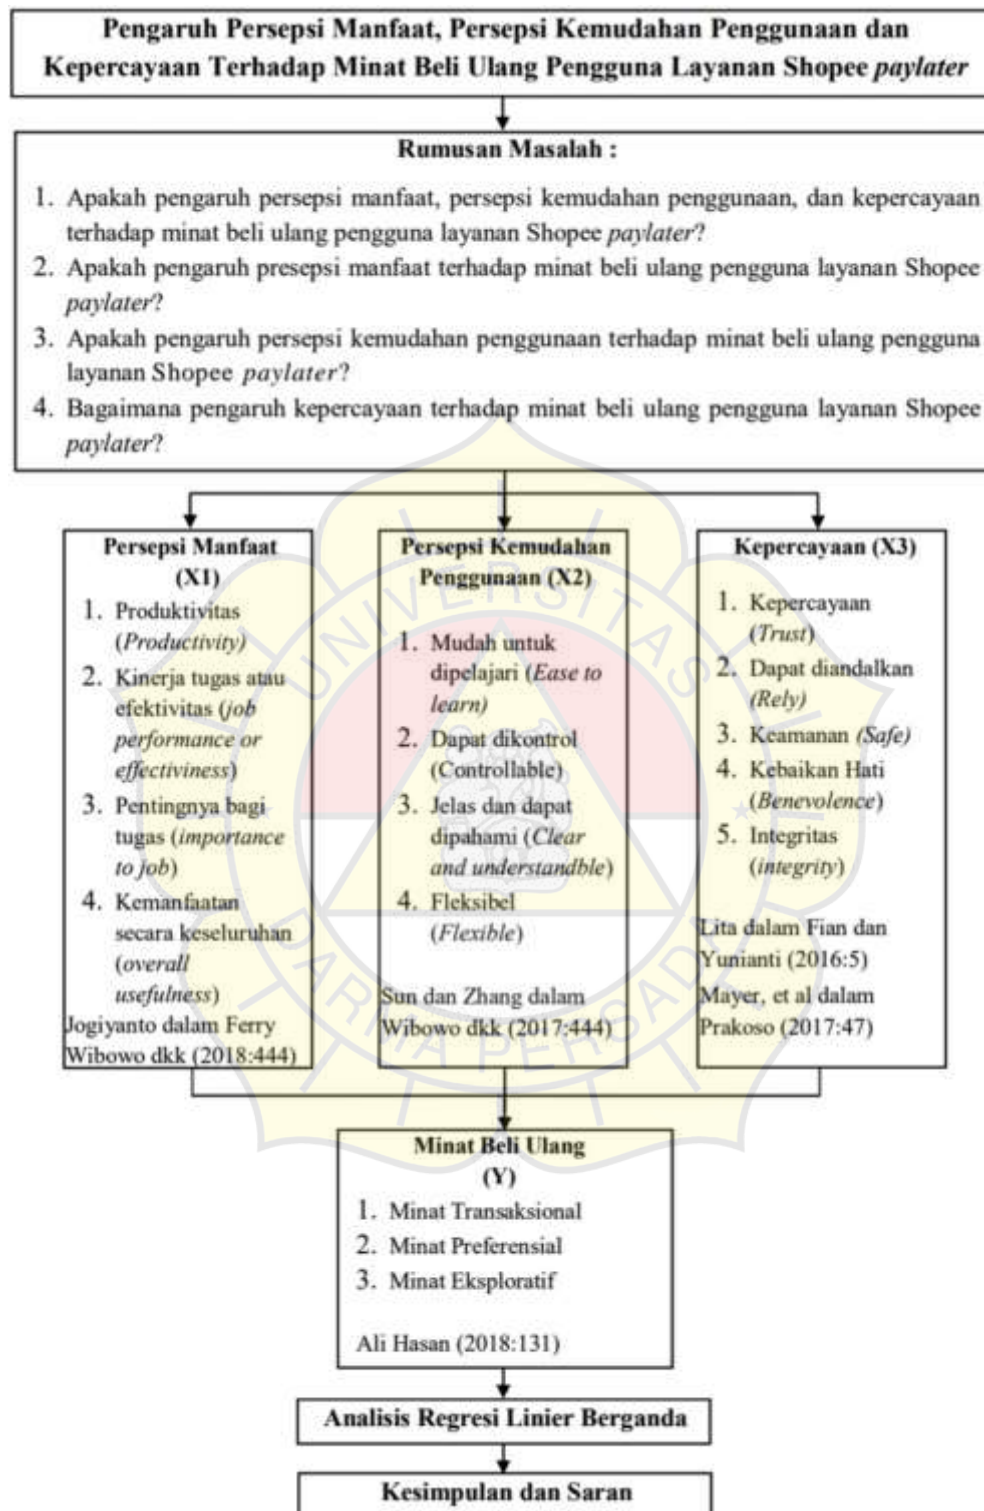 Pengaruh Persepsi Manfaat, Persepsi Kemudahan Penggunaan dan
Kepercayaan Terhadap Minat Beli Ulang Pengguna Layanan Shopee paylater
Rumusan Masalah :
1. Apakah pengaruh persepsi manfaat, persepsi kemudahan penggunaan, dan kepercayaan
terhadap minat beli ulang pengguna layanan Shopee paylater?
2. Apakah pengaruh presepsi manfaat terhadap minat beli ulang pengguna layanan Shopee
paylater?
3. Apakah pengaruh persepsi kemudahan penggunaan terhadap minat beli ulang pengguna
layanan Shopee paylater?
4. Bagaimana pengaruh kepercayaan terhadap minat beli ulang pengguna layanan Shopee
paylater?
Persepsi Manfaat
(X1)
1. Produktivitas
(Productivity)
2. Kinerja tugas atau
efektivitas (job
performance or
effectiviness)
3. Pentingnya bagi
tugas (importance
to job)
4. Kemanfaatan
secara keseluruhan
(overall
usefulness)
Jogiyanto dalam Ferry
Wibowo dkk (2018:444)
Persepsi Kemudahan
Penggunaan (X2)
1. Mudah untuk
dipelajari (Ease to
learn)
2. Dapat dikontrol
(Controllable)
3. Jelas dan dapat
dipahami (Clear
and understandble)
4. Fleksibel
(Flexible)
Sun dan Zhang dalam
Wibowo dkk (2017:444)
Kepercayaan (X3)
1. Kepercayaan
(Trust)
2. Dapat diandalkan
(Rely)
3. Keamanan (Safe)
4. Kebaikan Hati
(Benevolence)
5. Integritas
(integrity)
Lita dalam Fian dan
Yunianti (2016:5)
Mayer, et al dalam
Prakoso (2017:47)
Minat Beli Ulang
(Y)
1. Minat Transaksional
2. Minat Preferensial
3. Minat Eksploratif
Ali Hasan (2018:131)
Analisis Regresi Linier Berganda
Kesimpulan dan Saran
UNIVERSITAS
DARMA PERSADA